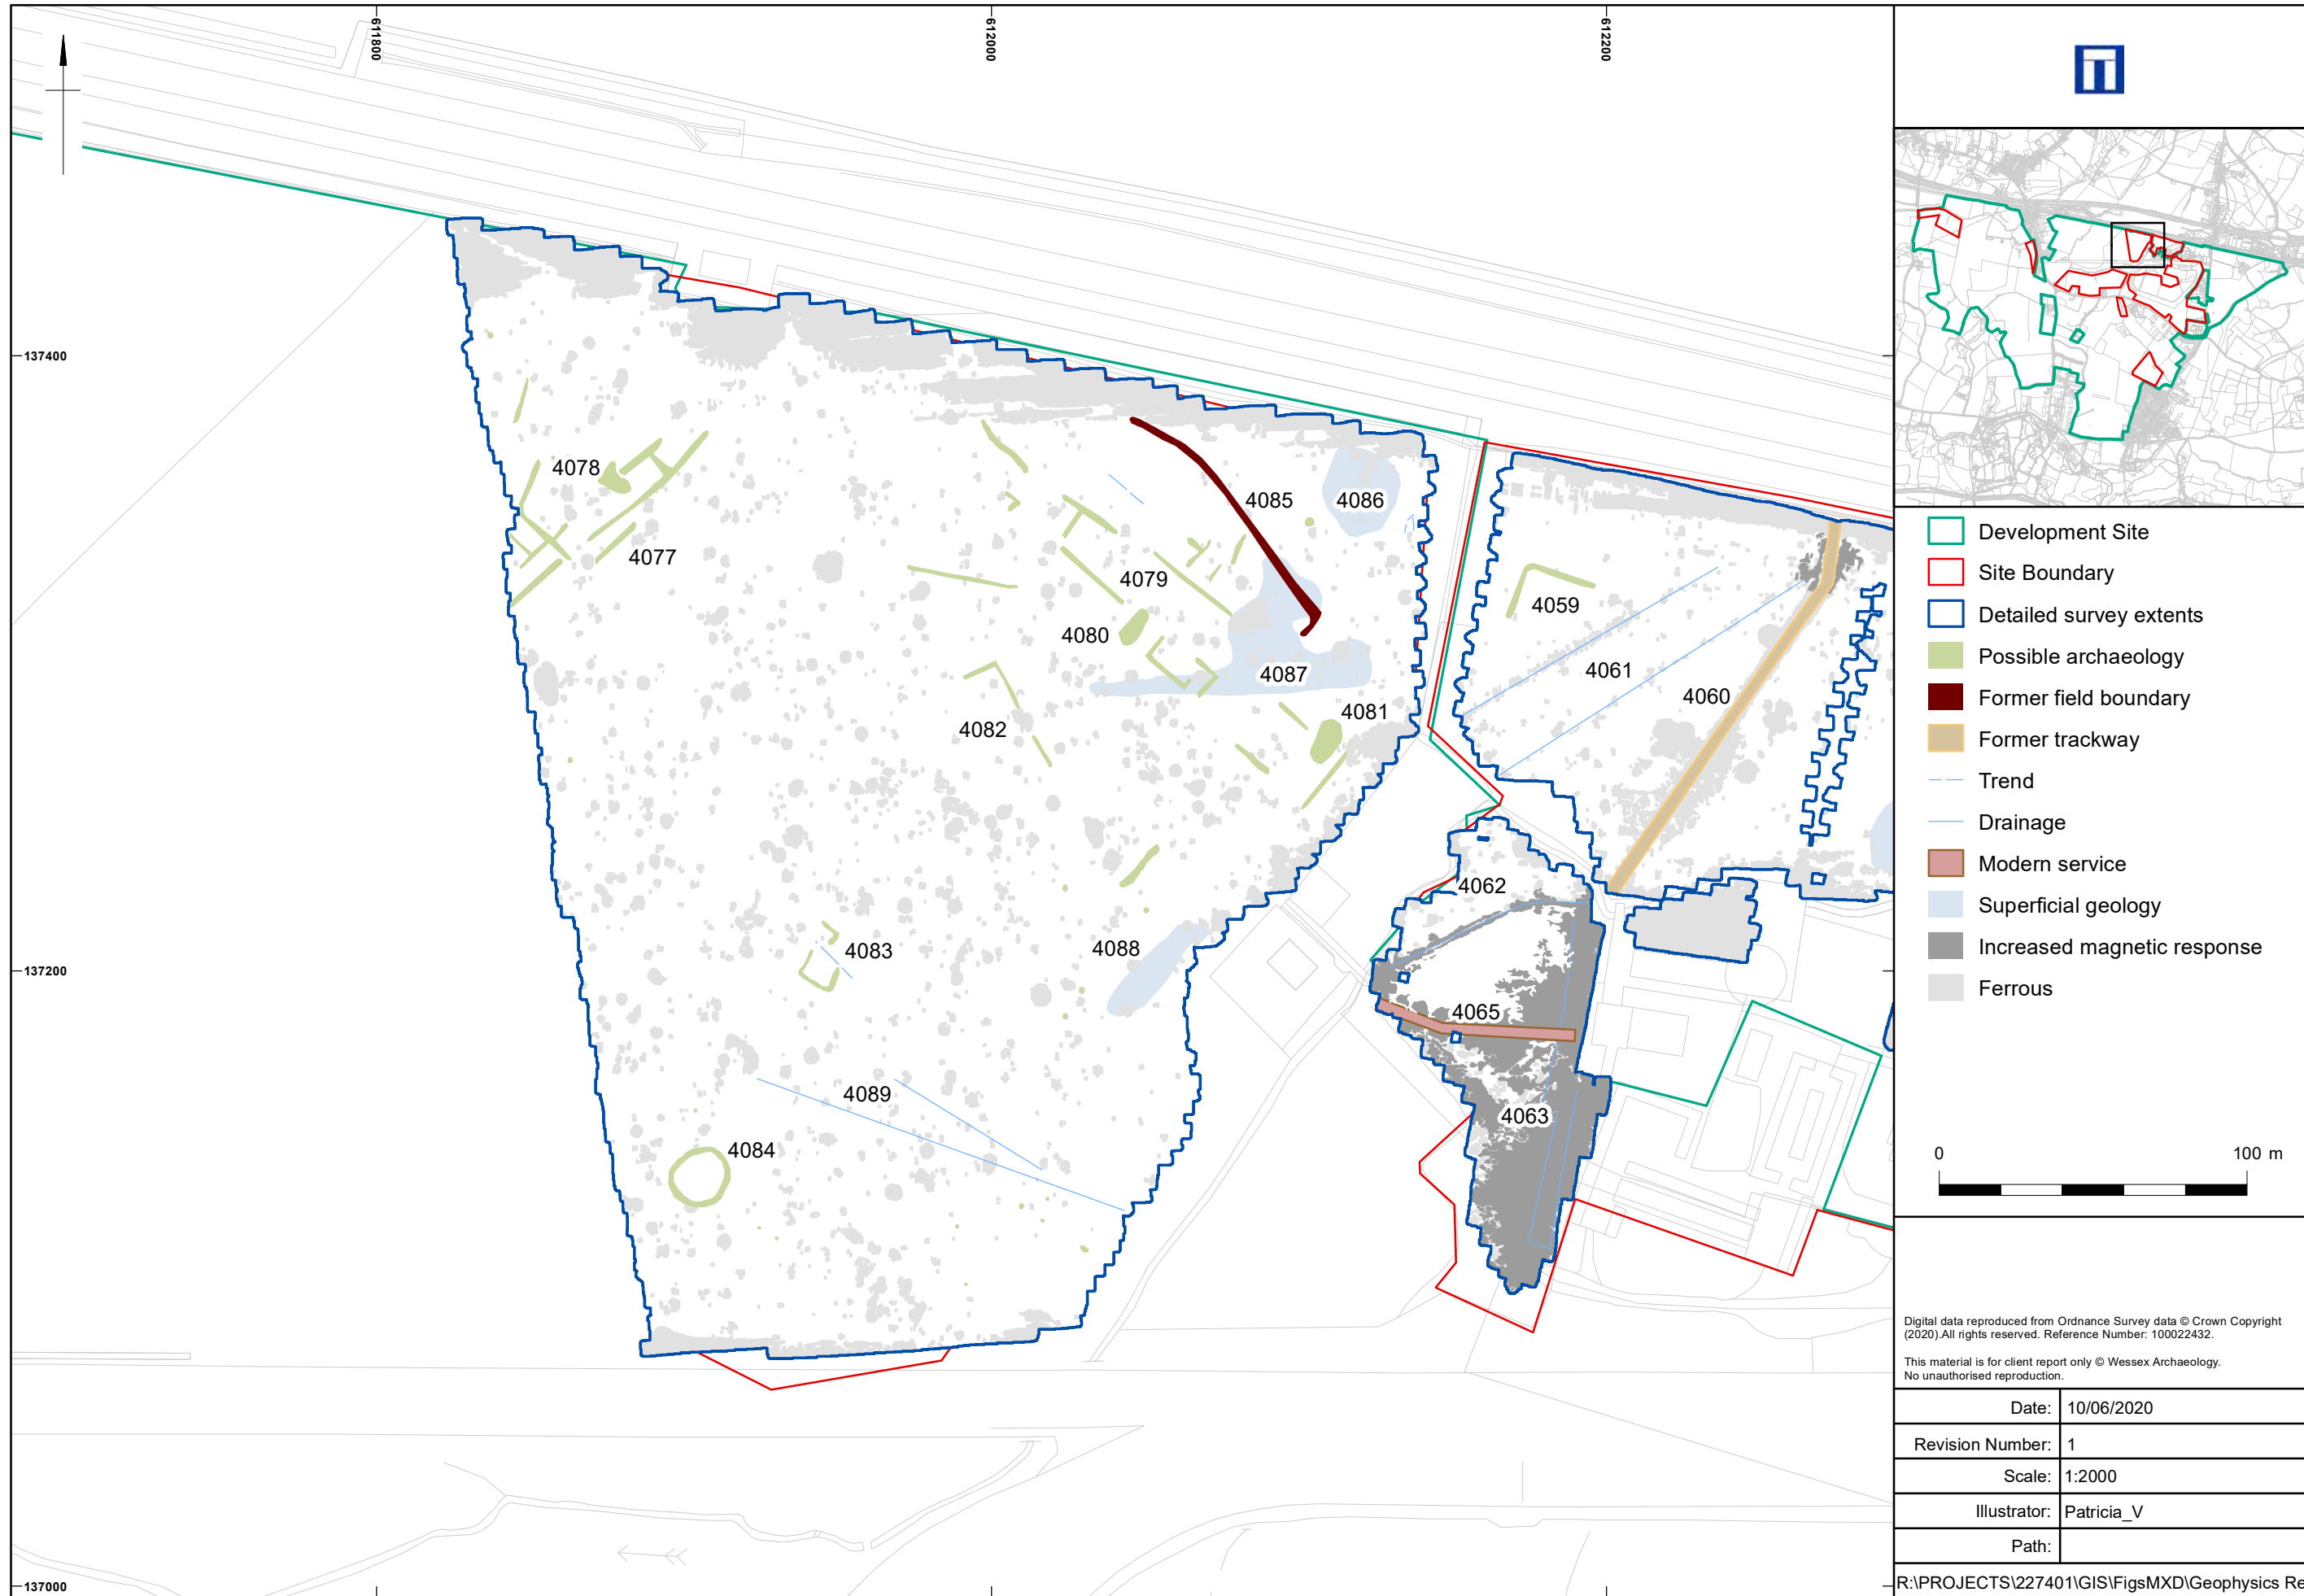 611800
612000
612200
137400
137200
137000
4078
4077
4085
4086
4079
4080
4087
4081
4082
4059
4061
4060
4062
4083
4088
4065
4089
4063
4084
Development Site
Site Boundary
Detailed survey extents
Possible archaeology
Former field boundary
Former trackway
Trend
Drainage
Modern service
Superficial geology
Increased magnetic response
Ferrous
0 100 m
Digital data reproduced from Ordnance Survey data © Crown Copyright
(2020).All rights reserved. Reference Number: 100022432.
This material is for client report only © Wessex Archaeology.
No unauthorised reproduction.
Date: 10/06/2020
Revision Number: 1
Scale: 1:2000
Illustrator: Patricia_V
Path:
R:\PROJECTS\227401\GIS\FigsMXD\Geophysics Re